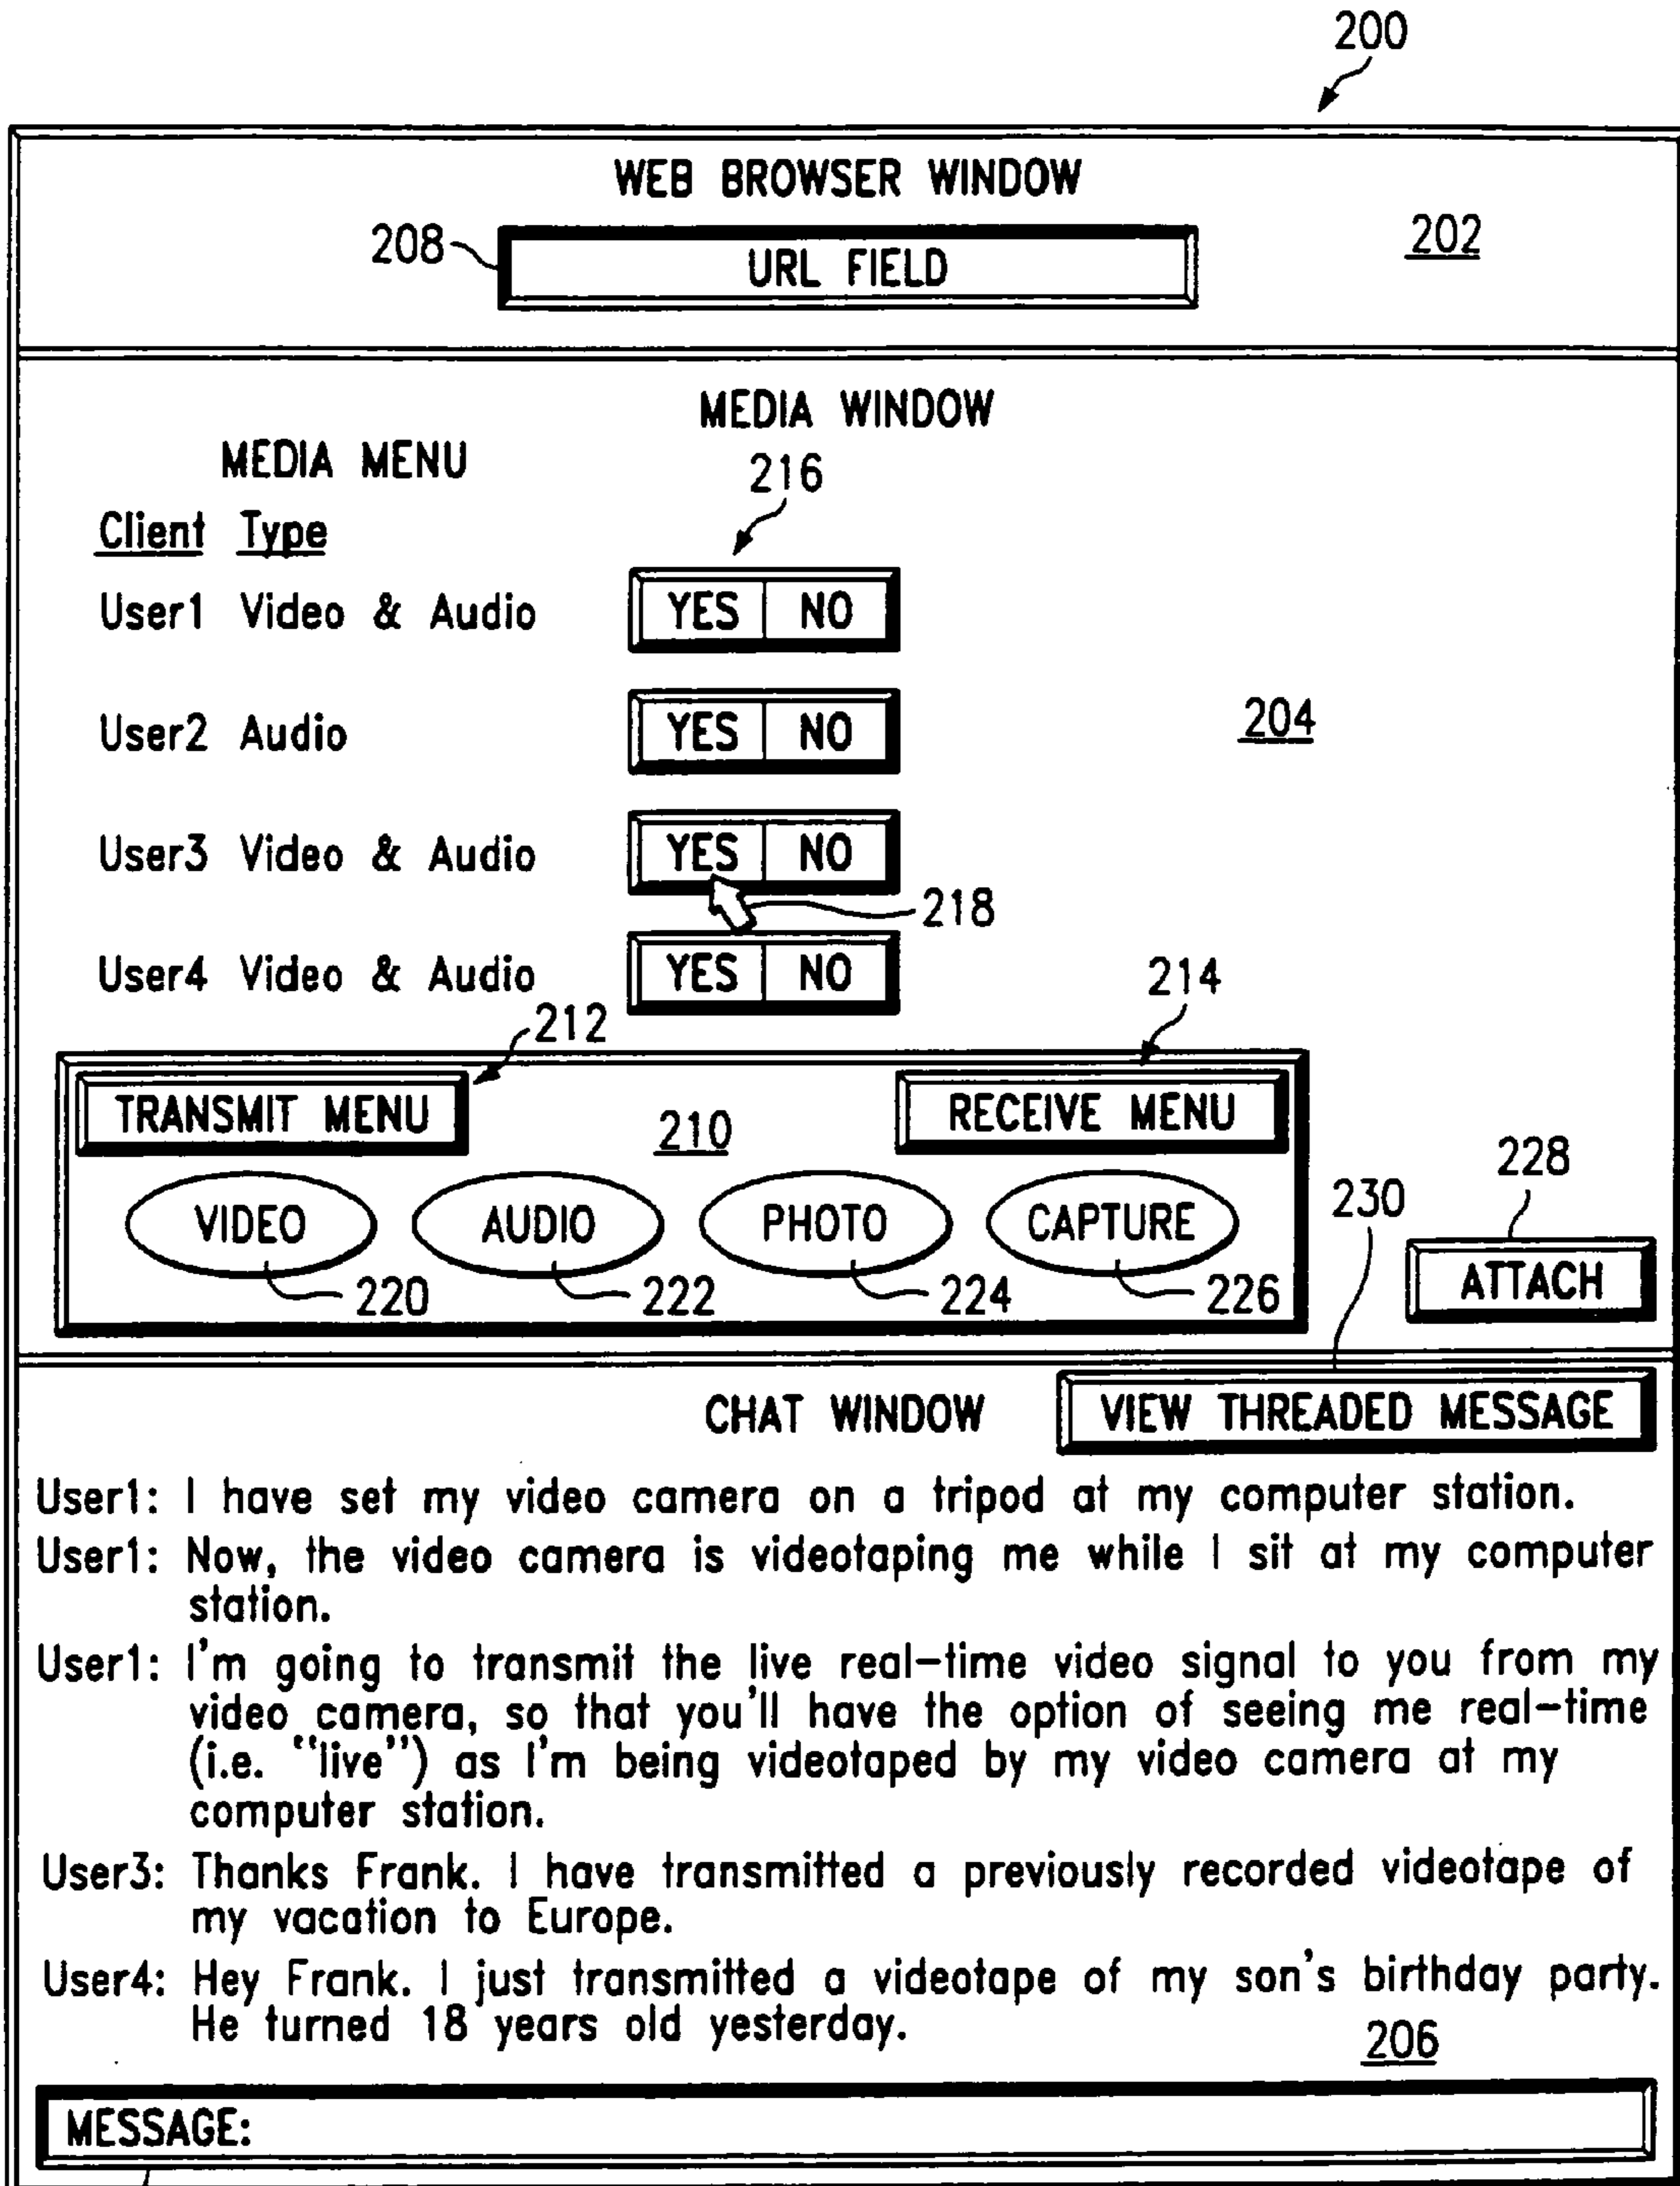 200
WEB BROWSER WINDOW
208
URL FIELD
202
MEDIA WINDOW
MEDIA MENU
216
Client Type
User1 Video & Audio YES NO
User2 Audio YES NO
204
User3 Video & Audio YES NO
218
User4 Video & Audio YES NO
212
214
TRANSMIT MENU
210
RECEIVE MENU
228
230
VIDEO AUDIO PHOTO CAPTURE
ATTACH
220 222 224 226
CHAT WINDOW
VIEW THREADED MESSAGE
User1: I have set my video camera on a tripod at my computer station.
User1: Now, the video camera is videotaping me while I sit at my computer
station.
User1: I'm going to transmit the live real-time video signal to you from my
video camera, so that you'll have the option of seeing me real-time
(i.e. "live") as I'm being videotaped by my video camera at my
computer station.
User3: Thanks Frank. I have transmitted a previously recorded videotape of
my vacation to Europe.
User4: Hey Frank. I just transmitted a videotape of my son's birthday party.
He turned 18 years old yesterday.
206
MESSAGE: